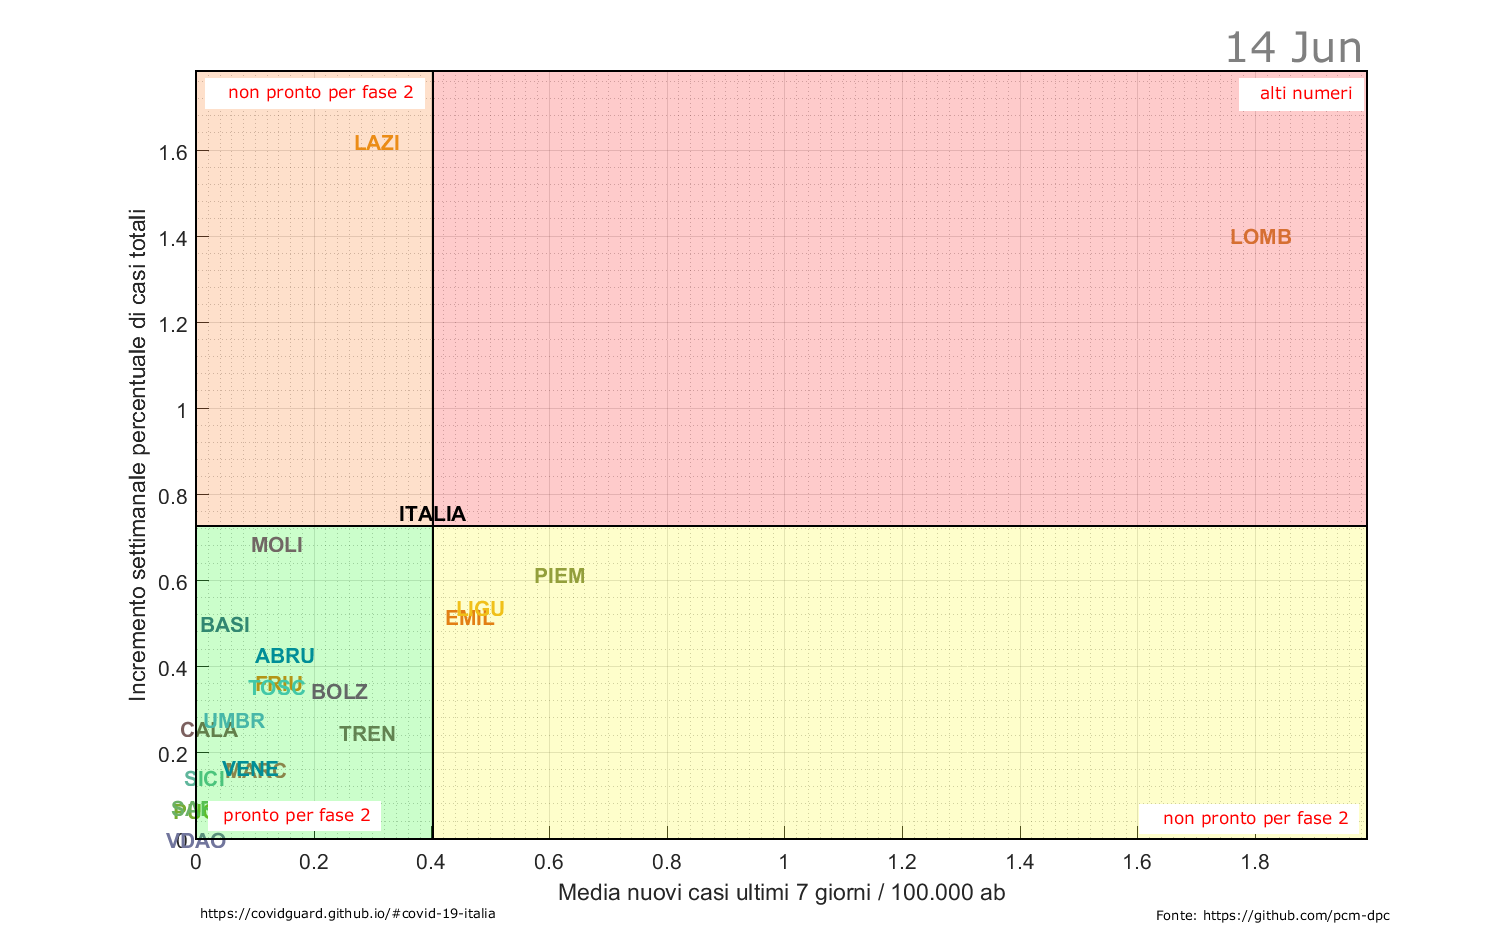 14 Jun
non pronto per fase 2
alti numeri
LAZI
1.6
LOMB
1.4
1.2
1
0.8
ITALIA
MOLI
0.6
PIEM
LIGU
EMIL
BASI
ABRU
0.4
FRIU
TOSC
BOLZ
UMBR
CALA
TREN
0.2
VENE
MARC
SICI
pronto per fase 2
non pronto per fase 2
VDAO
0
0 0.2 0.4 0.6 0.8 1 1.2 1.4 1.6 1.8
Incremento settimanale percentuale di casi totali
Media nuovi casi ultimi 7 giorni / 100.000 ab
https://covidguard.github.io/#covid-19-italia
Fonte: https://github.com/pcm-dpc